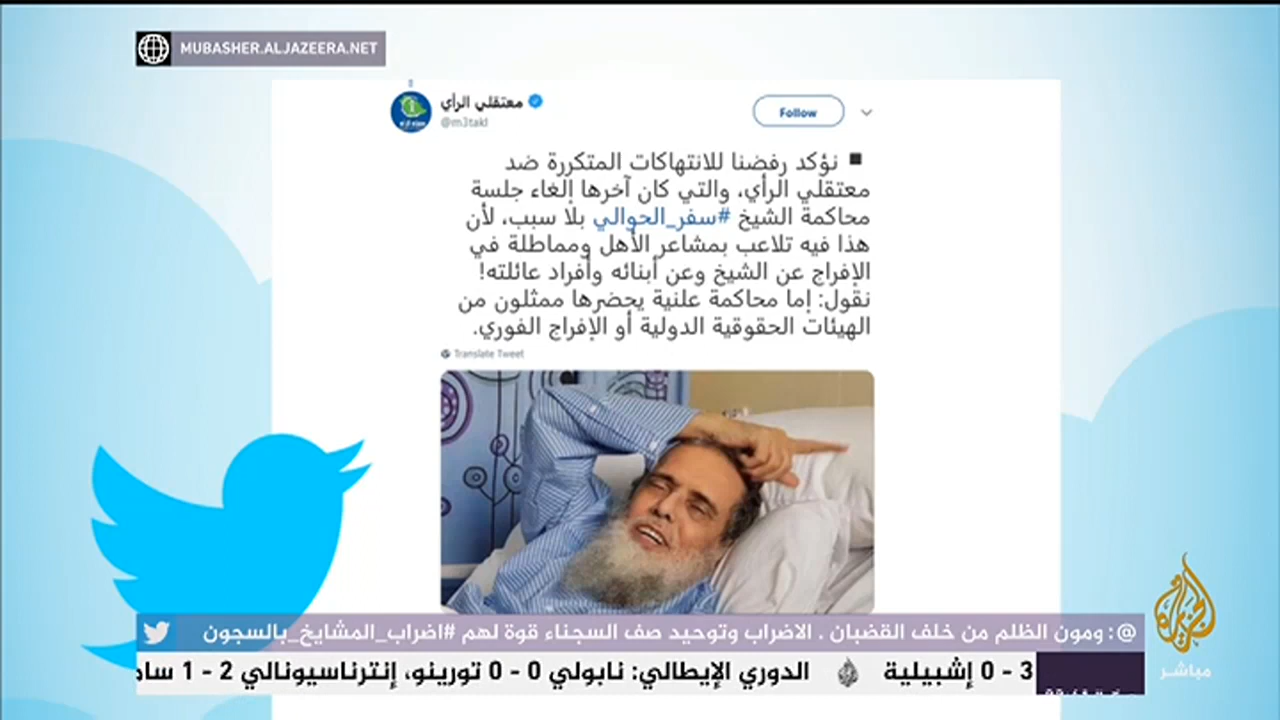 MUBASHER.ALJAZEERA.NET
معتقلي الرأي
@m3takl
Follow
■ نؤكد رفضنا للانتهاكات المتكررة ضد
معتقلي الرأي، والتي كان آخرها إلغاء جلسة
محاكمة الشيخ #سفر_الحوالي بلا سبب، لأن
هذا فيه تلاعب بمشاعر الأهل ومماطلة في
الإفراج عن الشيخ وعن أبنائه وأفراد عائلته!
نقول: إما محاكمة علنية يحضرها ممثلون من
الهيئات الحقوقية الدولية أو الإفراج الفوري.
Translate Tweet
@: ومون الظلم من خلف القضبان . الاضراب وتوحيد صف السجناء قوة لهم #اضراب_المشايخ_بالسجون
3 - 0 إشبيلية الدوري الإيطالي: نابولي 0 - 0 تورينو، إنترناسيونالي 2 - 1 سام
مباشر